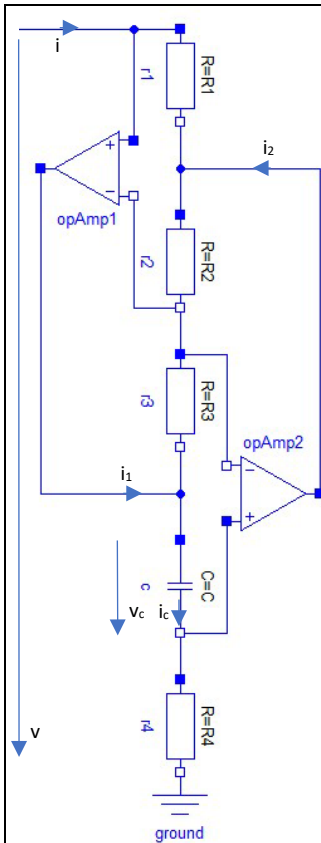 i
r1
R=R1
+
−
opAmp1
i2
r2
R=R2
r3
R=R3
opAmp2
−
+
i1
vc
c
ic
C=C
v
r4
R=R4
ground